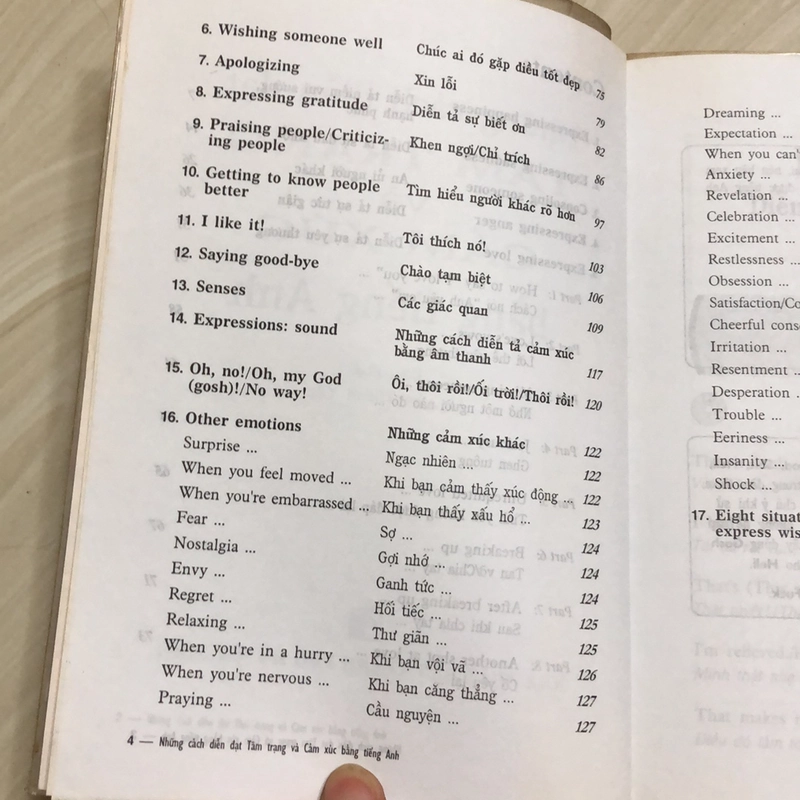 6. Wishing someone well Chúc ai đó gặp điều tốt đẹp 75
7. Apologizing Xin lỗi 79
8. Expressing gratitude Diễn tả sự biết ơn 82
9. Praising people/Criticiz- Khen ngợi/Chỉ trích 86
ing people
10. Getting to know people Tìm hiểu người khác rõ hơn 97
better
11. I like it! Tôi thích nó! 103
12. Saying good-bye Chào tạm biệt 106
13. Senses Các giác quan 109
14. Expressions: sound Những cách diễn tả cảm xúc
bằng âm thanh 117
15. Oh, no!/Oh, my God Ôi, thôi rồi!/Ối trời!/Thôi rồi! 120
(gosh)!/No way!
16. Other emotions Những cảm xúc khác 122
Surprise ... Ngạc nhiên ... 122
When you feel moved ... Khi bạn cảm thấy xúc động ... 122
When you're embarrassed ... Khi bạn thấy xấu hổ ... 123
Fear ... Sợ ... 124
Nostalgia ... Gợi nhớ ... 124
Envy ... Ganh tức ... 124
Regret ... Hối tiếc ... 125
Relaxing ... Thư giãn ... 125
When you're in a hurry ... Khi bạn vội vã ... 126
When you're nervous ... Khi bạn căng thẳng ... 127
Praying ... Cầu nguyện ... 127
4 — Những cách diễn đạt Tâm trạng và Cảm xúc bằng tiếng Anh
Dreaming ...
Expectation ...
When you can'
Anxiety ...
Revelation ...
Celebration ...
Excitement ...
Restlessness ...
Obsession ...
Satisfaction/Co
Cheerful cons
Irritation ...
Resentment ...
Desperation ...
Trouble ...
Eeriness ...
Insanity ...
Shock ...
17. Eight situa
express wis